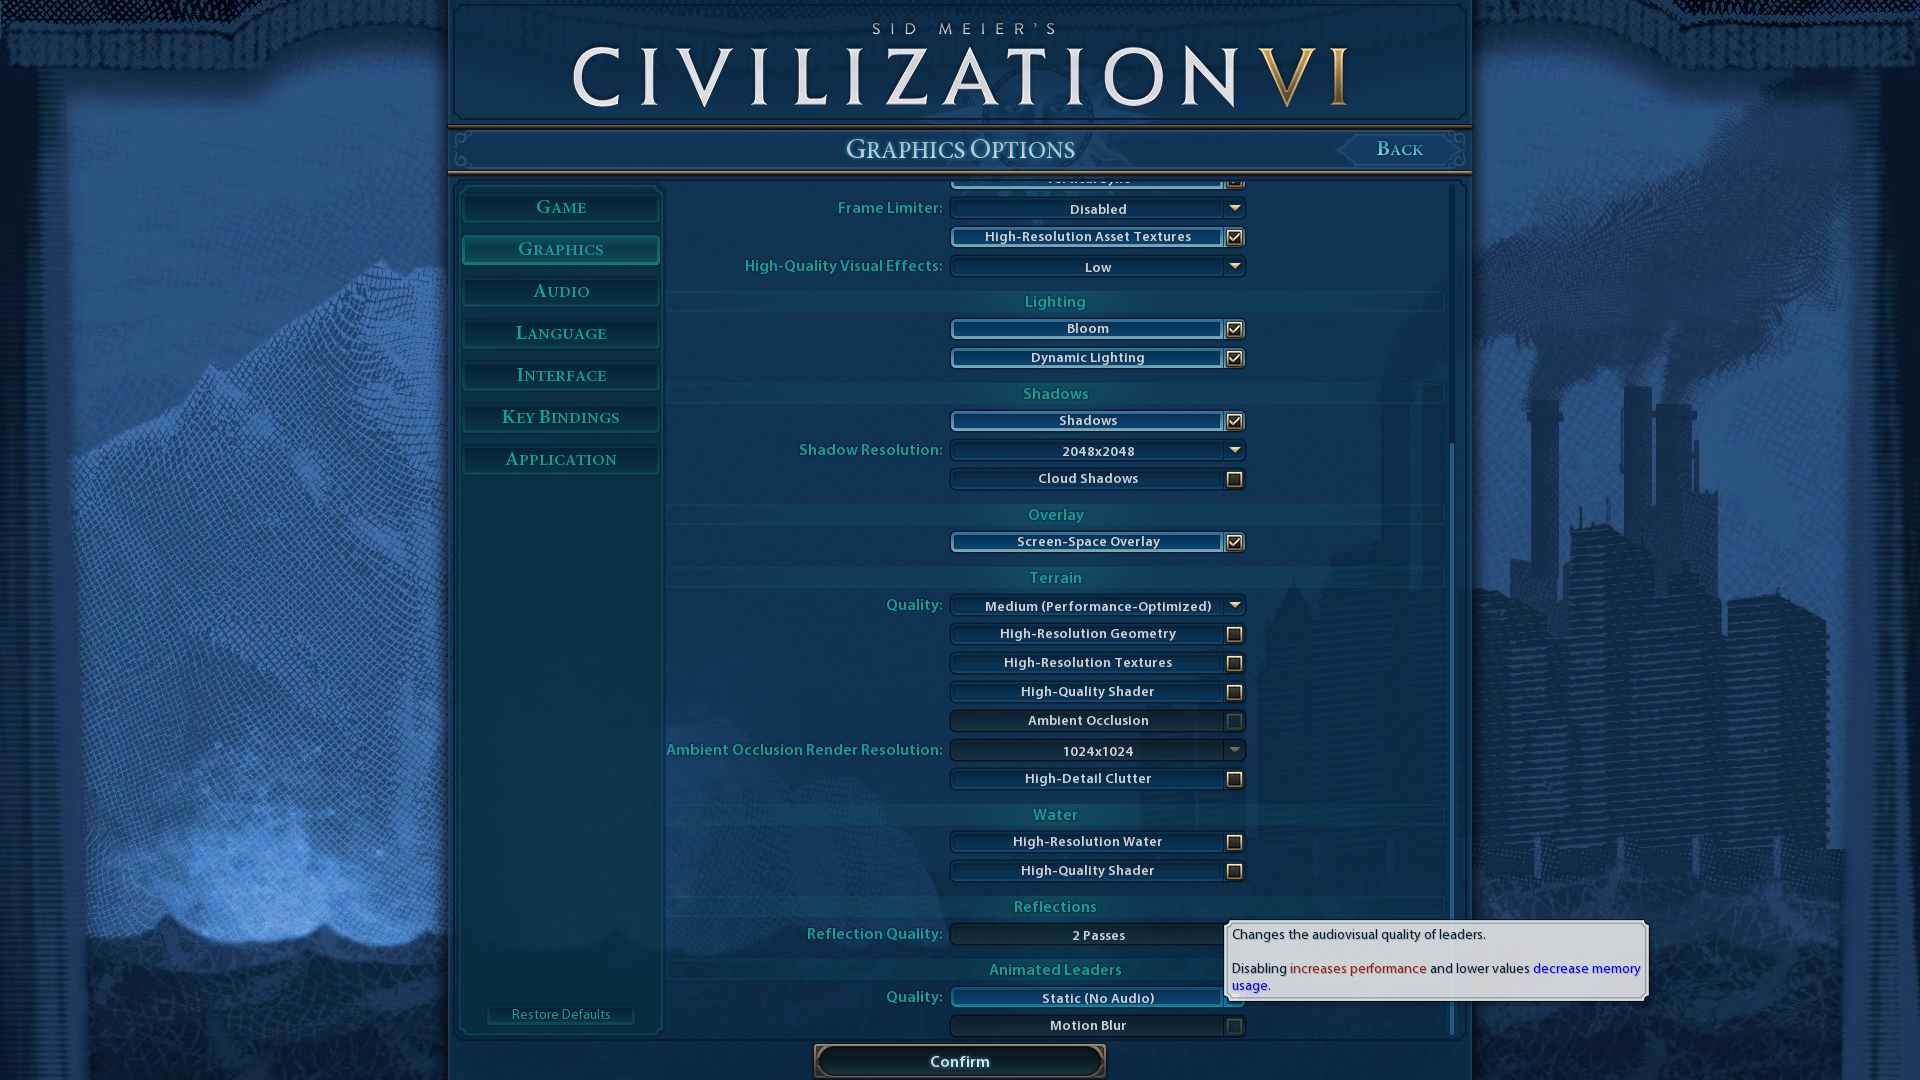 SID MEIER'S
CIVILIZATION VI
GRAPHICS OPTIONS
BACK
GAME
GRAPHICS
AUDIO
LANGUAGE
INTERFACE
KEY BINDINGS
APPLICATION
Restore Defaults
Frame Limiter: Disabled
High-Resolution Asset Textures
High-Quality Visual Effects: Low
Lighting
Bloom
Dynamic Lighting
Shadows
Shadows
Shadow Resolution: 2048x2048
Cloud Shadows
Overlay
Screen-Space Overlay
Terrain
Quality: Medium (Performance-Optimized)
High-Resolution Geometry
High-Resolution Textures
High-Quality Shader
Ambient Occlusion
Ambient Occlusion Render Resolution: 1024x1024
High-Detail Clutter
Water
High-Resolution Water
High-Quality Shader
Reflections
Reflection Quality: 2 Passes
Animated Leaders
Quality: Static (No Audio)
Motion Blur
Changes the audiovisual quality of leaders.
Disabling increases performance and lower values decrease memory
usage.
Confirm